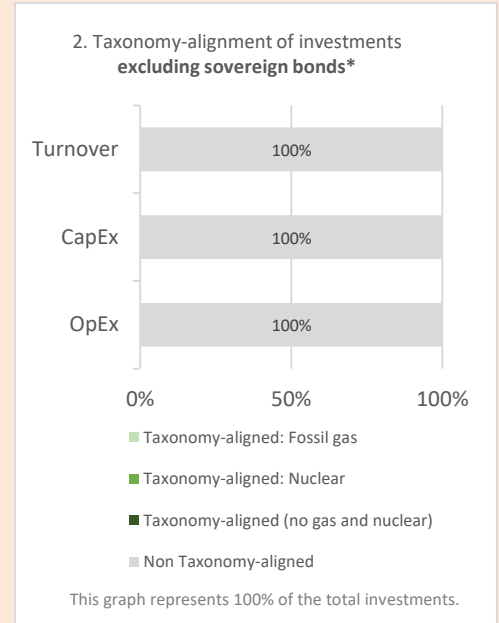 2. Taxonomy-alignment of investments
excluding sovereign bonds*
Turnover
100%
CapEx
100%
OpEx
100%
0% 50% 100%
Taxonomy-aligned: Fossil gas
Taxonomy-aligned: Nuclear
Taxonomy-aligned (no gas and nuclear)
Non Taxonomy-aligned
This graph represents 100% of the total investments.